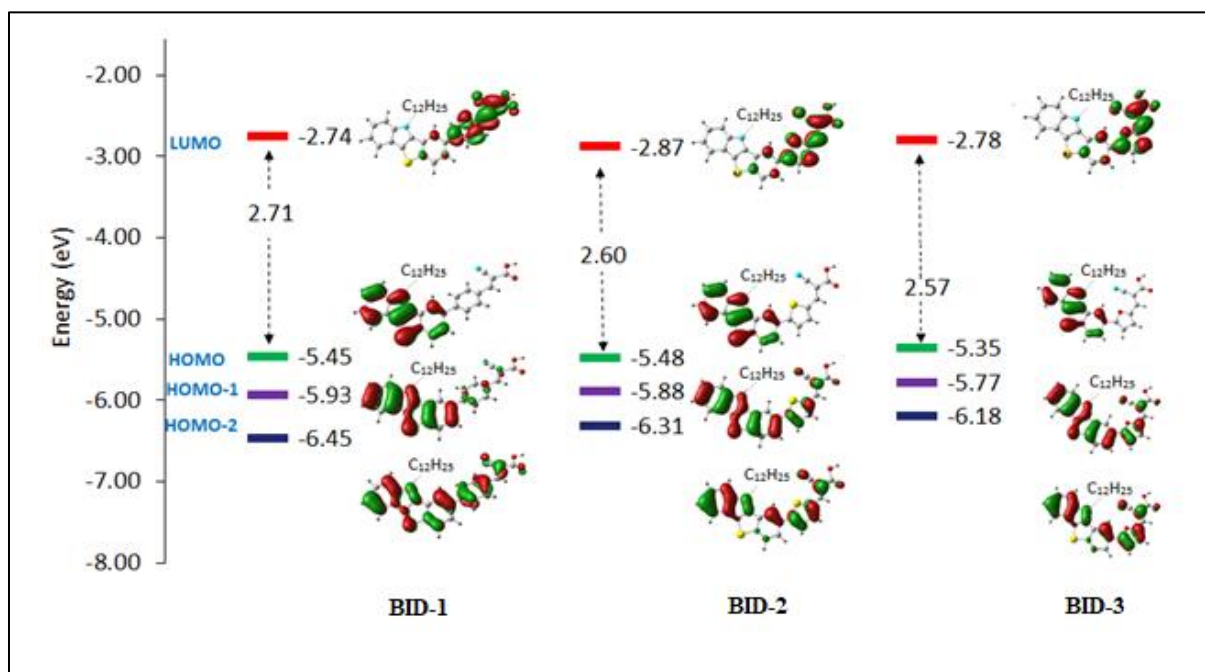 Energy (eV)
-2.00
-3.00
-4.00
-5.00
-6.00
-7.00
-8.00
LUMO
HOMO
HOMO-1
HOMO-2
C12H25
-2.74
2.71
C12H25
-5.45
C12H25
-5.93
-6.45
C12H25
BID-1
C12H25
-2.87
2.60
C12H25
-5.48
C12H25
-5.88
-6.31
C12H25
BID-2
C12H25
-2.78
C12H25
2.57
-5.35
-5.77
C12H25
-6.18
C12H25
BID-3